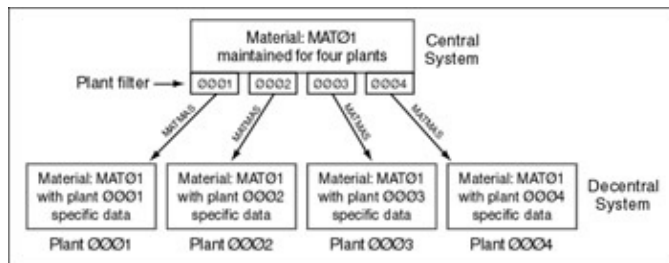 Material: MATØ1
maintained for four plants
Central
System
Plant filter
ØØØ1 ØØØ2 ØØØ3 ØØØ4
MATMAS MATMAS MATMAS MATMAS
Material: MATØ1 Material: MATØ1 Material: MATØ1 Material: MATØ1
with plant ØØØ1 with plant ØØØ2 with plant ØØØ3 with plant ØØØ4
specific data specific data specific data specific data
Decentral
System
Plant ØØØ1 Plant ØØØ2 Plant ØØØ3 Plant ØØØ4